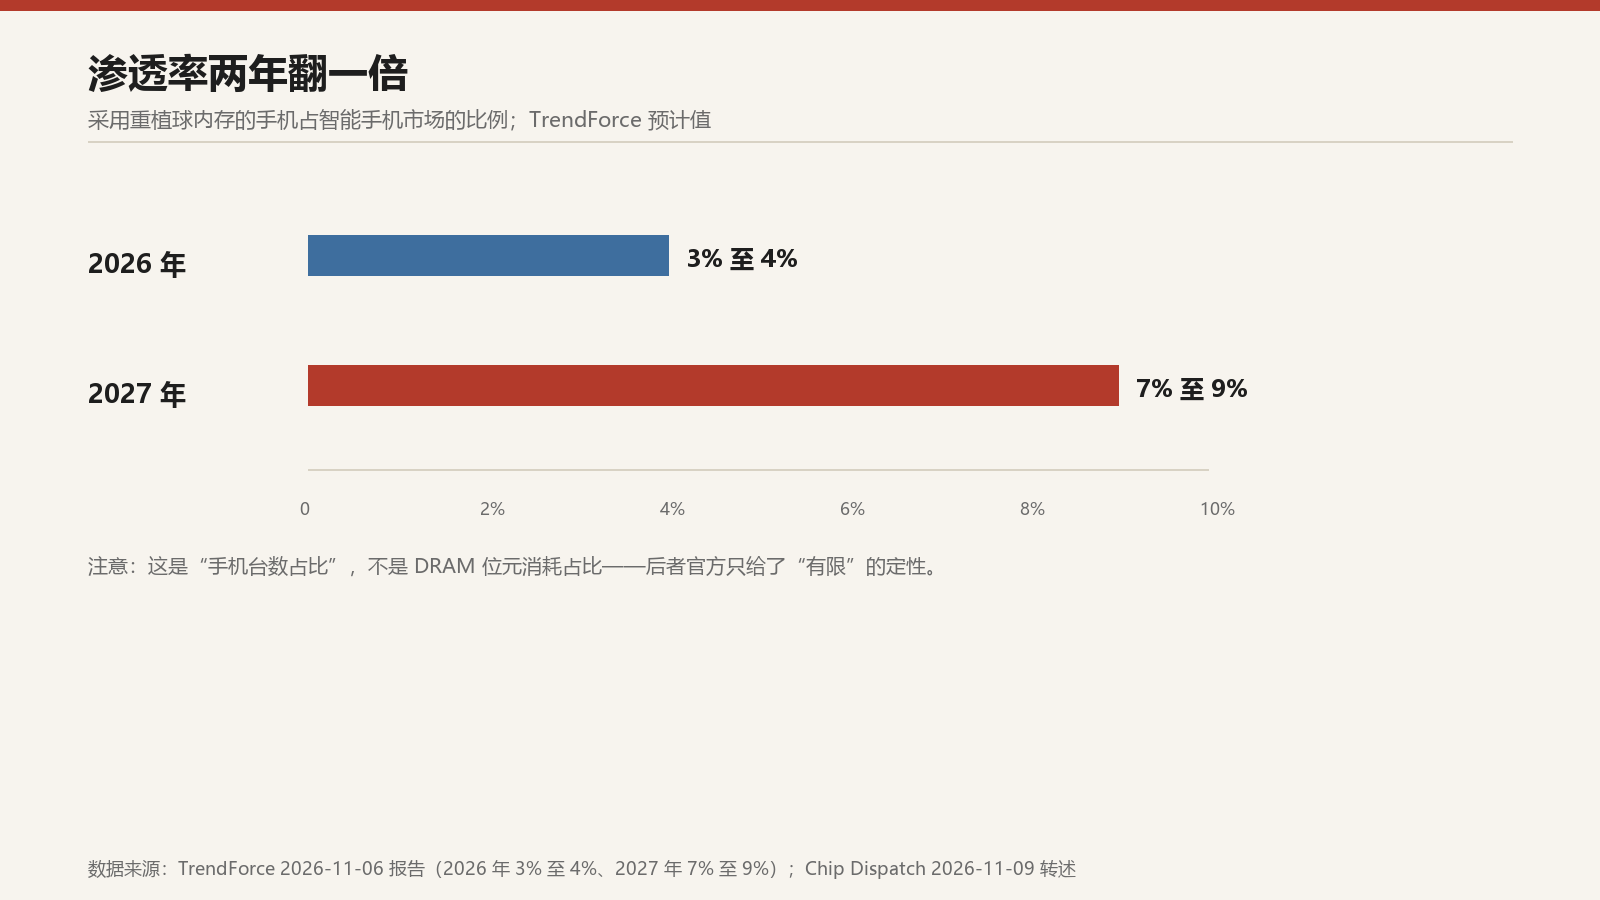 渗透率两年翻一倍
采用重植球内存的手机占智能手机市场的比例；TrendForce 预计值
2026 年
3% 至 4%
2027 年
7% 至 9%
0 2% 4% 6% 8% 10%
注意：这是“手机台数占比”，不是 DRAM 位元消耗占比——后者官方只给了“有限”的定性。
数据来源：TrendForce 2026-11-06 报告（2026 年 3% 至 4%、2027 年 7% 至 9%）；Chip Dispatch 2026-11-09 转述